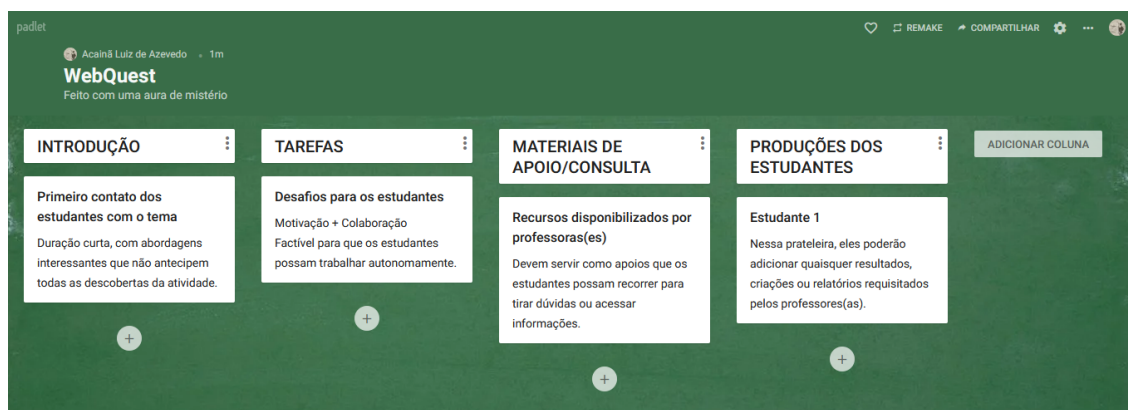 padlet
REMAKE
COMPARTILHAR
Acainã Luiz de Azevedo • 1m
WebQuest
Feito com uma aura de mistério
INTRODUÇÃO
Primeiro contato dos
estudantes com o tema
Duração curta, com abordagens
interessantes que não antecipem
todas as descobertas da atividade.
TAREFAS
Desafios para os estudantes
Motivação + Colaboração
Factível para que os estudantes
possam trabalhar autonomamente.
MATERIAIS DE
APOIO/CONSULTA
Recursos disponibilizados por
professoras(es)
Devem servir como apoios que os
estudantes possam recorrer para
tirar dúvidas ou acessar
informações.
PRODUÇÕES DOS
ESTUDANTES
Estudante 1
Nessa prateleira, eles poderão
adicionar quaisquer resultados,
criações ou relatórios requisitados
pelos professores(as).
ADICIONAR COLUNA